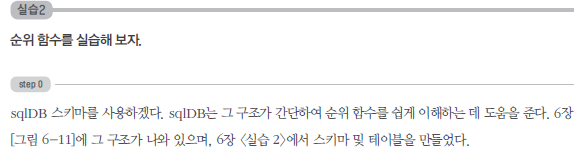 실습2
순위 함수를 실습해 보자.
step 0
sqlDB 스키마를 사용하겠다. sqlDB는 그 구조가 간단하여 순위 함수를 쉽게 이해하는 데 도움을 준다. 6장
[그림 6-11]에 그 구조가 나와 있으며, 6장 〈실습 2〉에서 스키마 및 테이블을 만들었다.